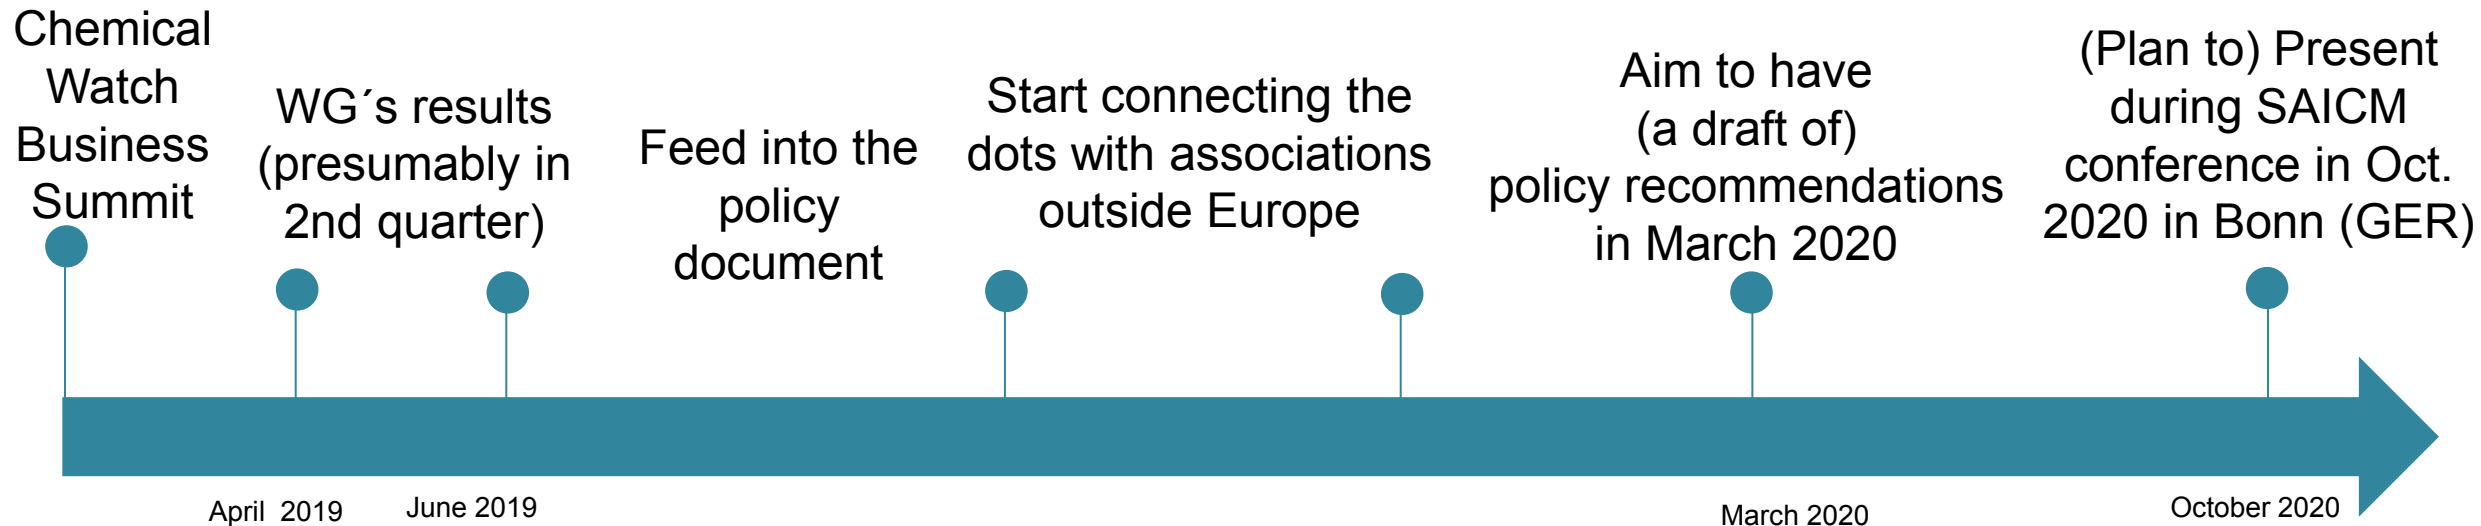 Chemical
Watch
Business
Summit
WG´s results
(presumably in
2nd quarter)
Feed into the
policy
document
Start connecting the
dots with associations
outside Europe
Aim to have
(a draft of)
policy recommendations
in March 2020
(Plan to) Present
during SAICM
conference in Oct.
2020 in Bonn (GER)
April 2019
June 2019
March 2020
October 2020